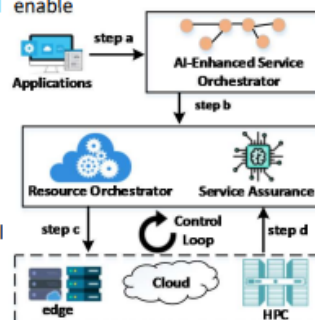 enable
step a
Applications
AI-Enhanced Service
Orchestrator
step b
Resource Orchestrator
Service Assurance
step c
Control
Loop
step d
edge
Cloud
HPC